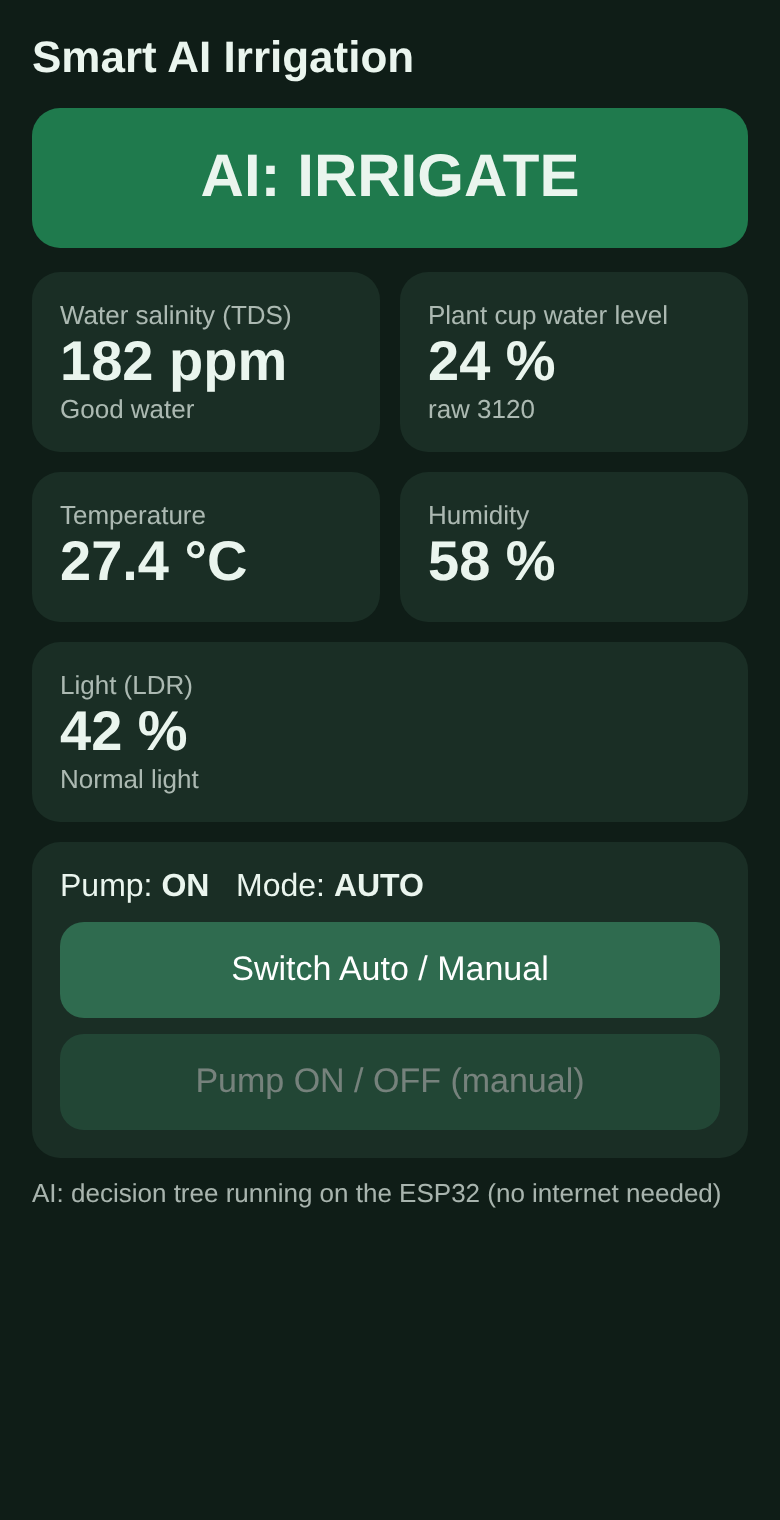 Smart AI Irrigation
AI: IRRIGATE
Water salinity (TDS)
182 ppm
Good water
Plant cup water level
24 %
raw 3120
Temperature
27.4 °C
Humidity
58 %
Light (LDR)
42 %
Normal light
Pump: ON Mode: AUTO
Switch Auto / Manual
Pump ON / OFF (manual)
AI: decision tree running on the ESP32 (no internet needed)